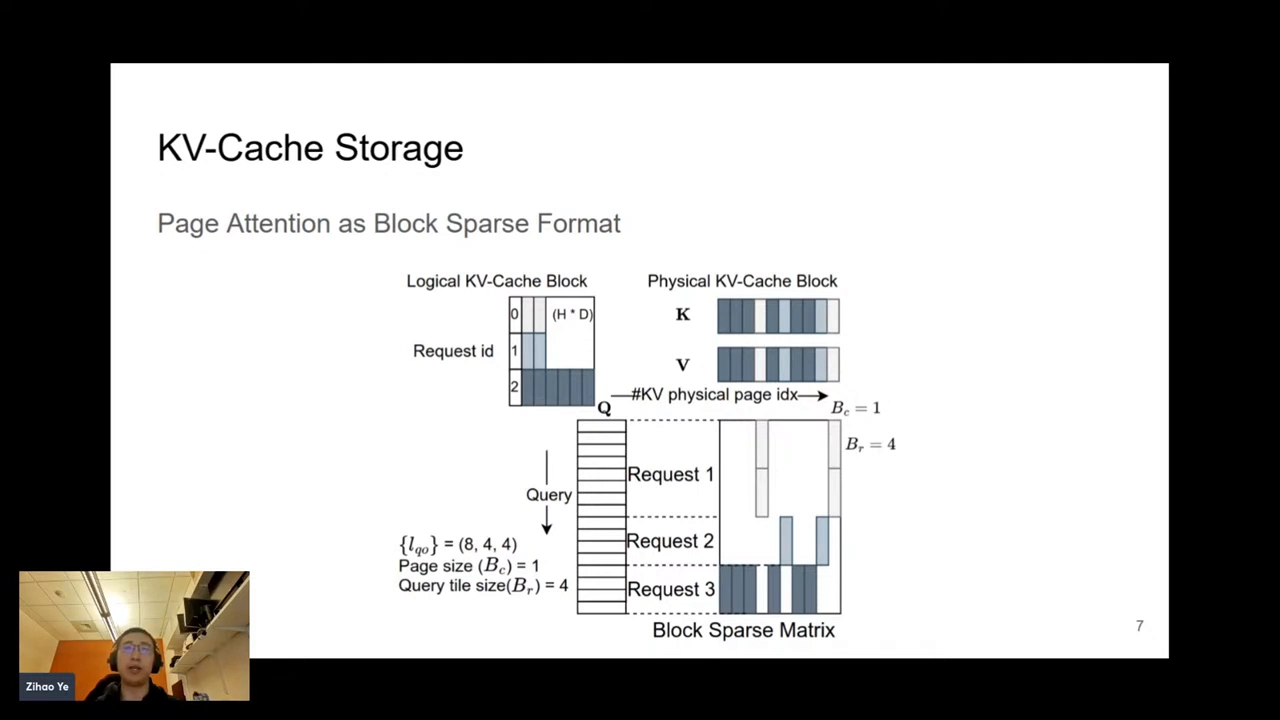 KV-Cache Storage
Page Attention as Block Sparse Format
Logical KV-Cache Block
Physical KV-Cache Block
0
(H * D)
K
Request id
1
V
2
#KV physical page idx
Q
B_c = 1
B_r = 4
Request 1
Query
Request 2
{l_qo} = (8, 4, 4)
Page size (B_c) = 1
Query tile size(B_r) = 4
Request 3
Block Sparse Matrix
7
Zihao Ye